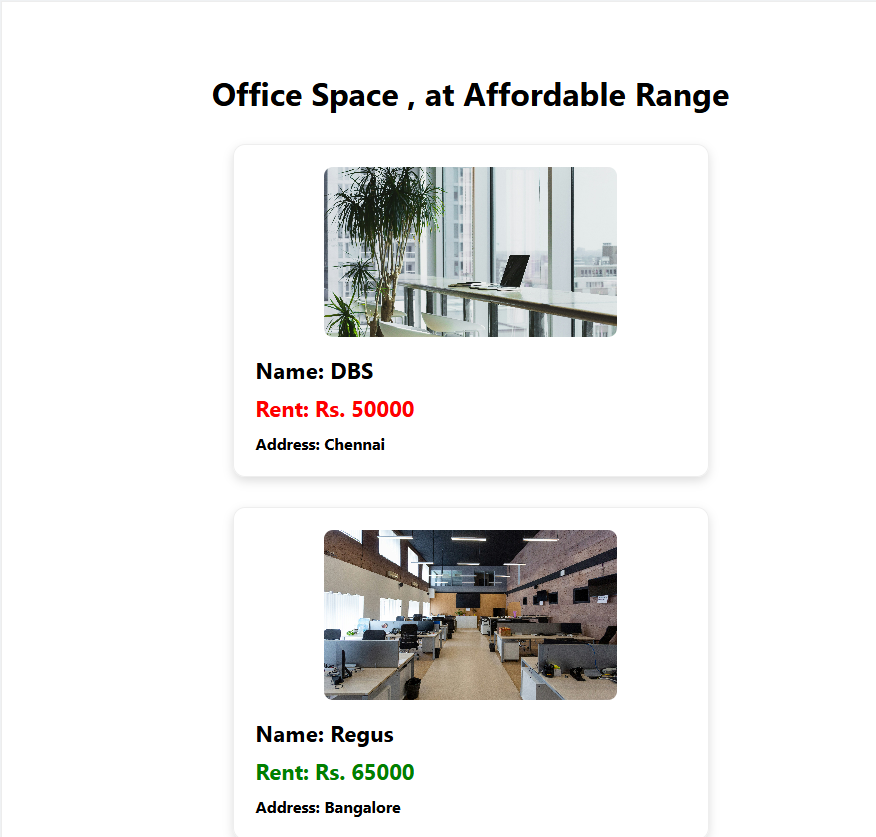 Office Space , at Affordable Range
Name: DBS
Rent: Rs. 50000
Address: Chennai
Name: Regus
Rent: Rs. 65000
Address: Bangalore